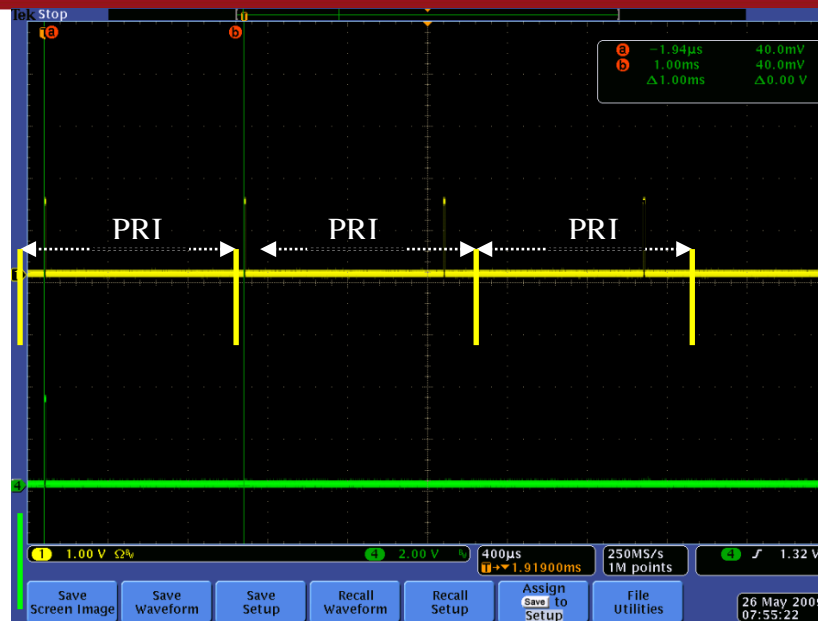 Tek Stop
a
b
a −1.94µs 40.0mV
b 1.00ms 40.0mV
Δ1.00ms Δ0.00 V
PRI PRI PRI
1
4
1 1.00 V Ω 4 2.00 V 400µs 250MS/s 4 1.32 V
T→▼1.91900ms 1M points
Save Screen Image
Save Waveform
Save Setup
Recall Waveform
Recall Setup
Assign Save to Setup
File Utilities
26 May 2009
07:55:22